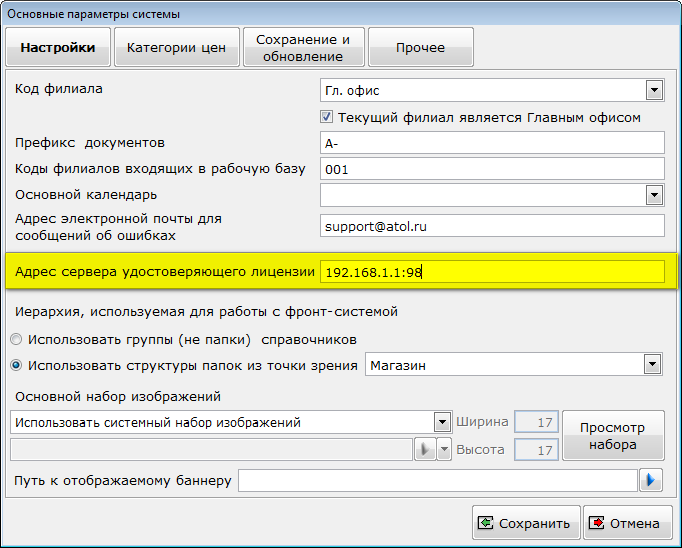 Основные параметры системы
Настройки
Категории цен
Сохранение и
обновление
Прочее
Код филиала
Гл. офис
Текущий филиал является Главным офисом
Префикс документов
А-
Коды филиалов входящих в рабочую базу
001
Основной календарь
Адрес электронной почты для
сообщений об ошибках
support@atol.ru
Адрес сервера удостоверяющего лицензии
192.168.1.1:98
Иерархия, используемая для работы с фронт-системой
Использовать группы (не папки) справочников
Использовать структуры папок из точки зрения
Магазин
Основной набор изображений
Использовать системный набор изображений
Ширина
17
Высота
17
Просмотр
набора
Путь к отображаемому баннеру
Сохранить
Отмена